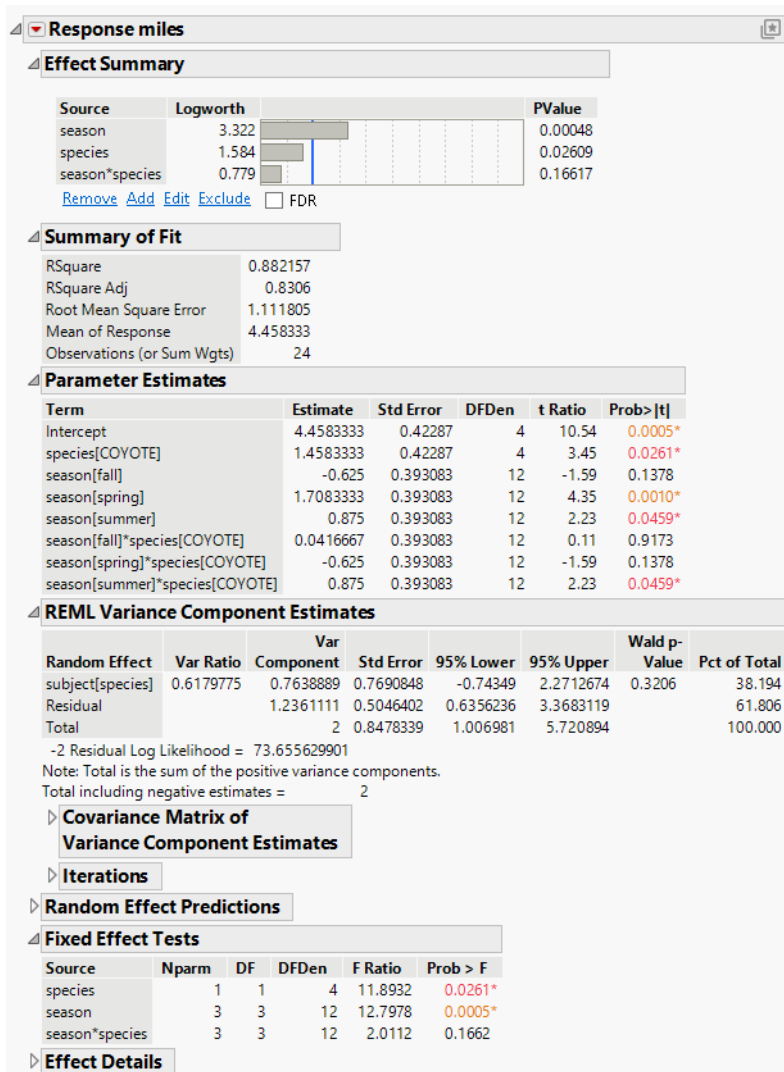 Response miles
Effect Summary
Source Logworth PValue
season 3.322 0.00048
species 1.584 0.02609
season*species 0.779 0.16617
Remove Add Edit Exclude FDR
Summary of Fit
RSquare 0.882157
RSquare Adj 0.8306
Root Mean Square Error 1.111805
Mean of Response 4.458333
Observations (or Sum Wgts) 24
Parameter Estimates
Term Estimate Std Error DFDen t Ratio Prob>|t|
Intercept 4.4583333 0.42287 4 10.54 0.0005*
species[COYOTE] 1.4583333 0.42287 4 3.45 0.0261*
season[fall] -0.625 0.393083 12 -1.59 0.1378
season[spring] 1.7083333 0.393083 12 4.35 0.0010*
season[summer] 0.875 0.393083 12 2.23 0.0459*
season[fall]*species[COYOTE] 0.0416667 0.393083 12 0.11 0.9173
season[spring]*species[COYOTE] -0.625 0.393083 12 -1.59 0.1378
season[summer]*species[COYOTE] 0.875 0.393083 12 2.23 0.0459*
REML Variance Component Estimates
Var Wald p-
Random Effect Var Ratio Component Std Error 95% Lower 95% Upper Value Pct of Total
subject[species] 0.6179775 0.7638889 0.7690848 -0.74349 2.2712674 0.3206 38.194
Residual 1.2361111 0.5046402 0.6356236 3.3683119 61.806
Total 2 0.8478339 1.006981 5.720894 100.000
-2 Residual Log Likelihood = 73.655629901
Note: Total is the sum of the positive variance components.
Total including negative estimates = 2
Covariance Matrix of
Variance Component Estimates
Iterations
Random Effect Predictions
Fixed Effect Tests
Source Nparm DF DFDen F Ratio Prob > F
species 1 1 4 11.8932 0.0261*
season 3 3 12 12.7978 0.0005*
season*species 3 3 12 2.0112 0.1662
Effect Details